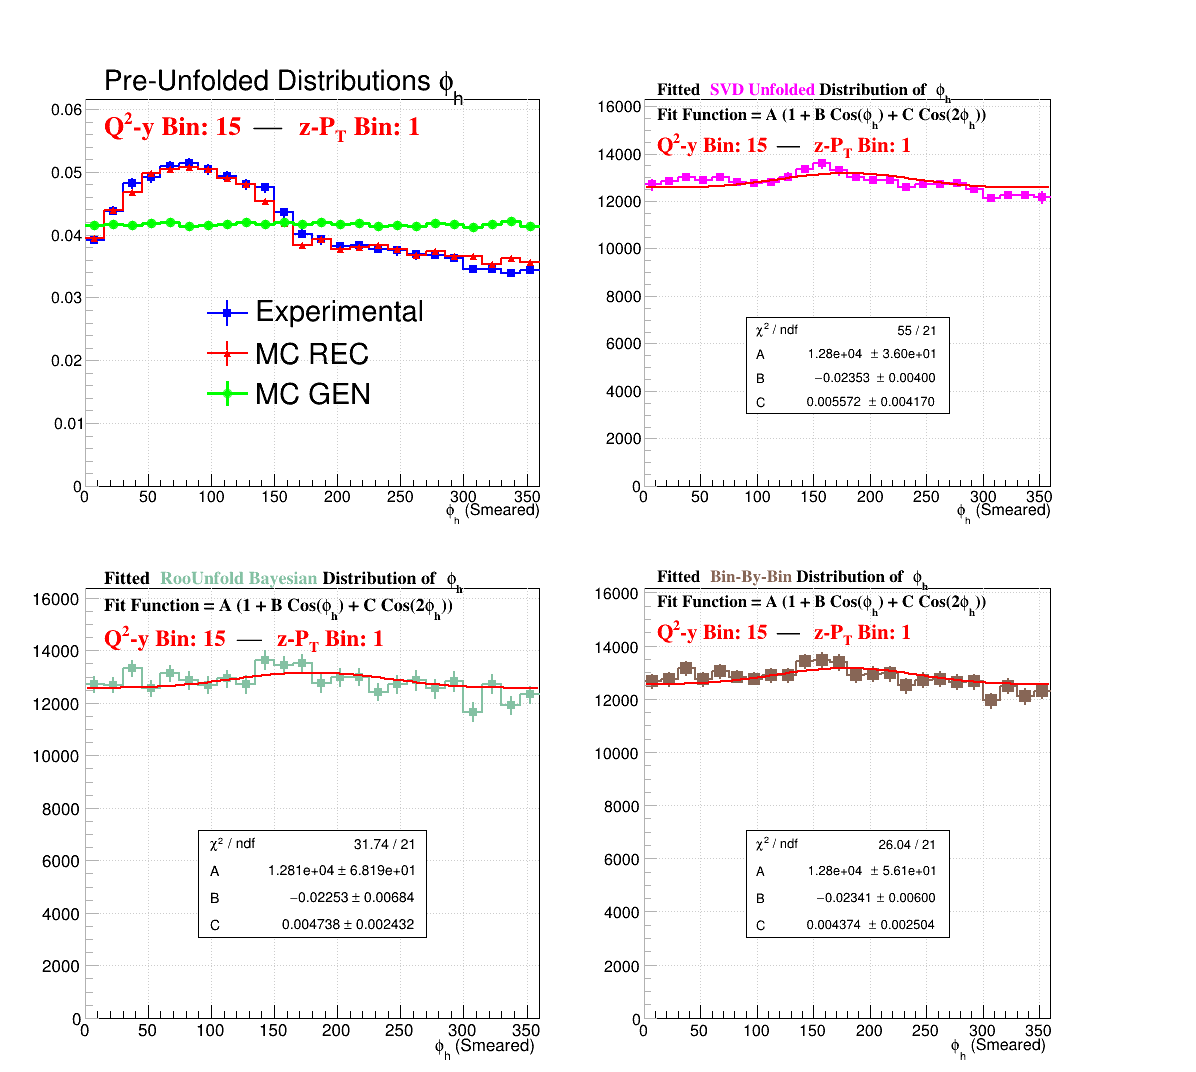 Pre-Unfolded Distributions ϕh
Q²-y Bin: 15 — z-PT Bin: 1
0.06
0.05
0.04
0.03
0.02
0.01
0
Experimental
MC REC
MC GEN
0 50 100 150 200 250 300 350
ϕh (Smeared)
Fitted SVD Unfolded Distribution of ϕh
Fit Function = A (1 + B Cos(ϕh) + C Cos(2ϕh))
Q²-y Bin: 15 — z-PT Bin: 1
16000
14000
12000
10000
8000
6000
4000
2000
0
χ² / ndf 55 / 21
A 1.28e+04 ± 3.60e+01
B −0.02353 ± 0.00400
C 0.005572 ± 0.004170
0 50 100 150 200 250 300 350
ϕh (Smeared)
Fitted RooUnfold Bayesian Distribution of ϕh
Fit Function = A (1 + B Cos(ϕh) + C Cos(2ϕh))
Q²-y Bin: 15 — z-PT Bin: 1
16000
14000
12000
10000
8000
6000
4000
2000
0
χ² / ndf 31.74 / 21
A 1.281e+04 ± 6.819e+01
B −0.02253 ± 0.00684
C 0.004738 ± 0.002432
0 50 100 150 200 250 300 350
ϕh (Smeared)
Fitted Bin-By-Bin Distribution of ϕh
Fit Function = A (1 + B Cos(ϕh) + C Cos(2ϕh))
Q²-y Bin: 15 — z-PT Bin: 1
16000
14000
12000
10000
8000
6000
4000
2000
0
χ² / ndf 26.04 / 21
A 1.28e+04 ± 5.61e+01
B −0.02341 ± 0.00600
C 0.004374 ± 0.002504
0 50 100 150 200 250 300 350
ϕh (Smeared)